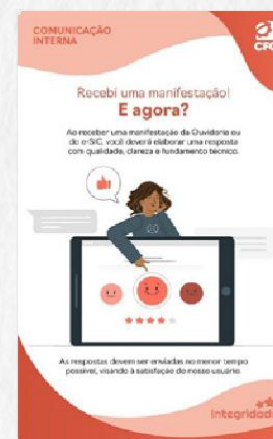 COMUNICAÇÃO
INTERNA
CFC
Recebi uma manifestação!
E agora?
Ao receber uma manifestação da Ouvidoria ou
do e-SIC, você deverá elaborar uma resposta
com qualidade, clareza e fundamento técnico.
As respostas devem ser enviadas no menor tempo
possível, visando à satisfação do nosso usuário.